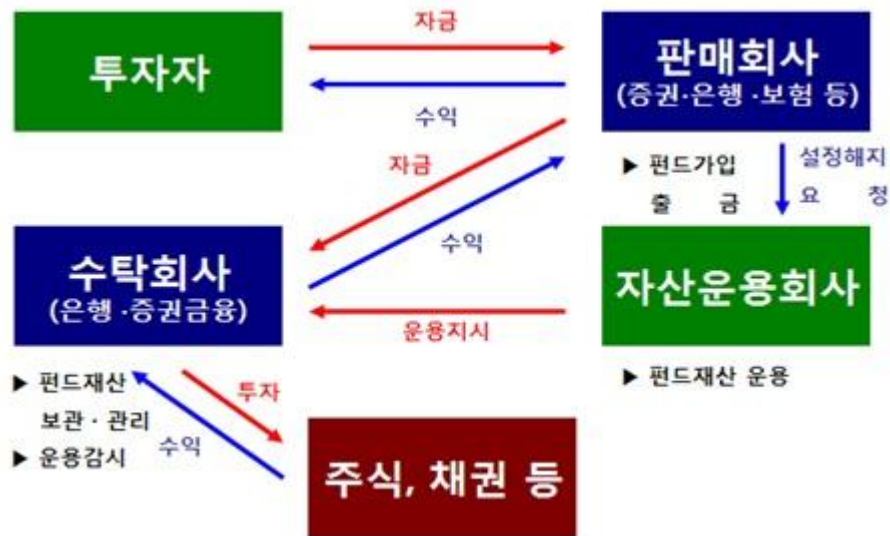 자금
투자자
판매회사
(증권·은행·보험 등)
수익
자금
▶ 펀드가입
출 금
설정해지
요 청
수익
수탁회사
(은행·증권금융)
자산운용회사
운용지시
▶ 펀드재산
보관·관리
▶ 운용감시
투자
수익
▶ 펀드재산 운용
주식, 채권 등